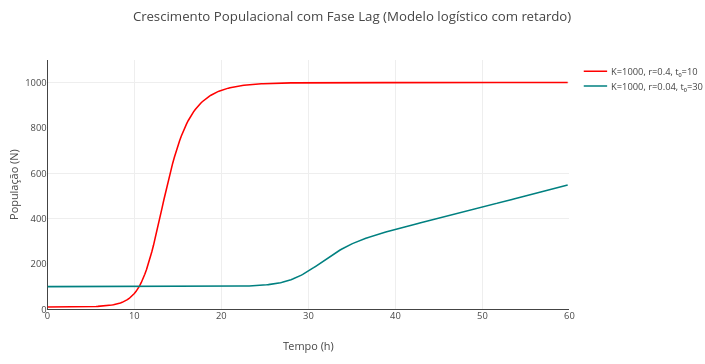 Crescimento Populacional com Fase Lag (Modelo logístico com retardo)
K=1000, r=0.4, t₀=10
K=1000, r=0.04, t₀=30
População (N)
1000
800
600
400
200
0
0 10 20 30 40 50 60
Tempo (h)